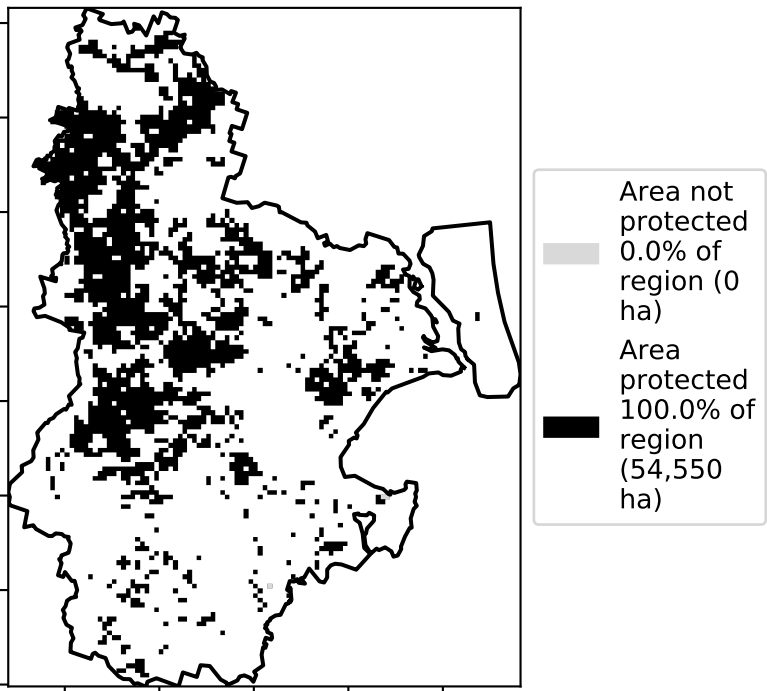 Area not
protected
0.0% of
region (0
ha)
Area
protected
100.0% of
region
(54,550
ha)